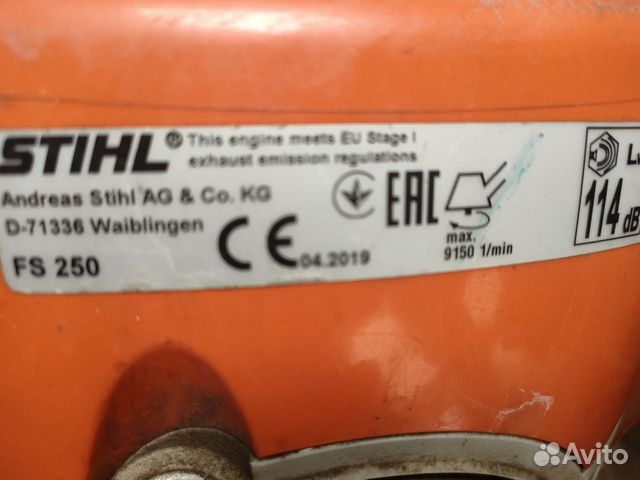 STIHL® This engine meets EU Stage I
exhaust emission regulations
Andreas Stihl AG & Co. KG
D-71336 Waiblingen
FS 250
CE 04.2019
EAC
max.
9150 1/min
114 dB
Avito